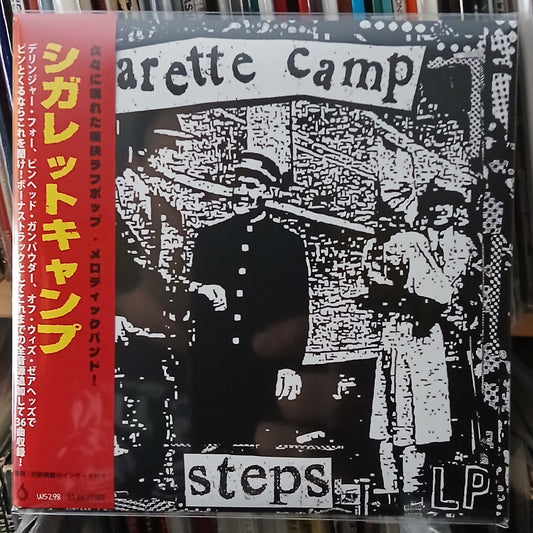 arette camp
久々に現れた痛快ラフポップ・メロディックバンド!
シガレットキャンプ
デリンジャー・フォー、ピンヘッド・ガンパウダー、オフ・ウィズ・ゼアヘッズで
ピンとくるならこれを聞け!ボーナストラックとしてこれまでの全音源追加して36曲収録!
steps
LP
WS298